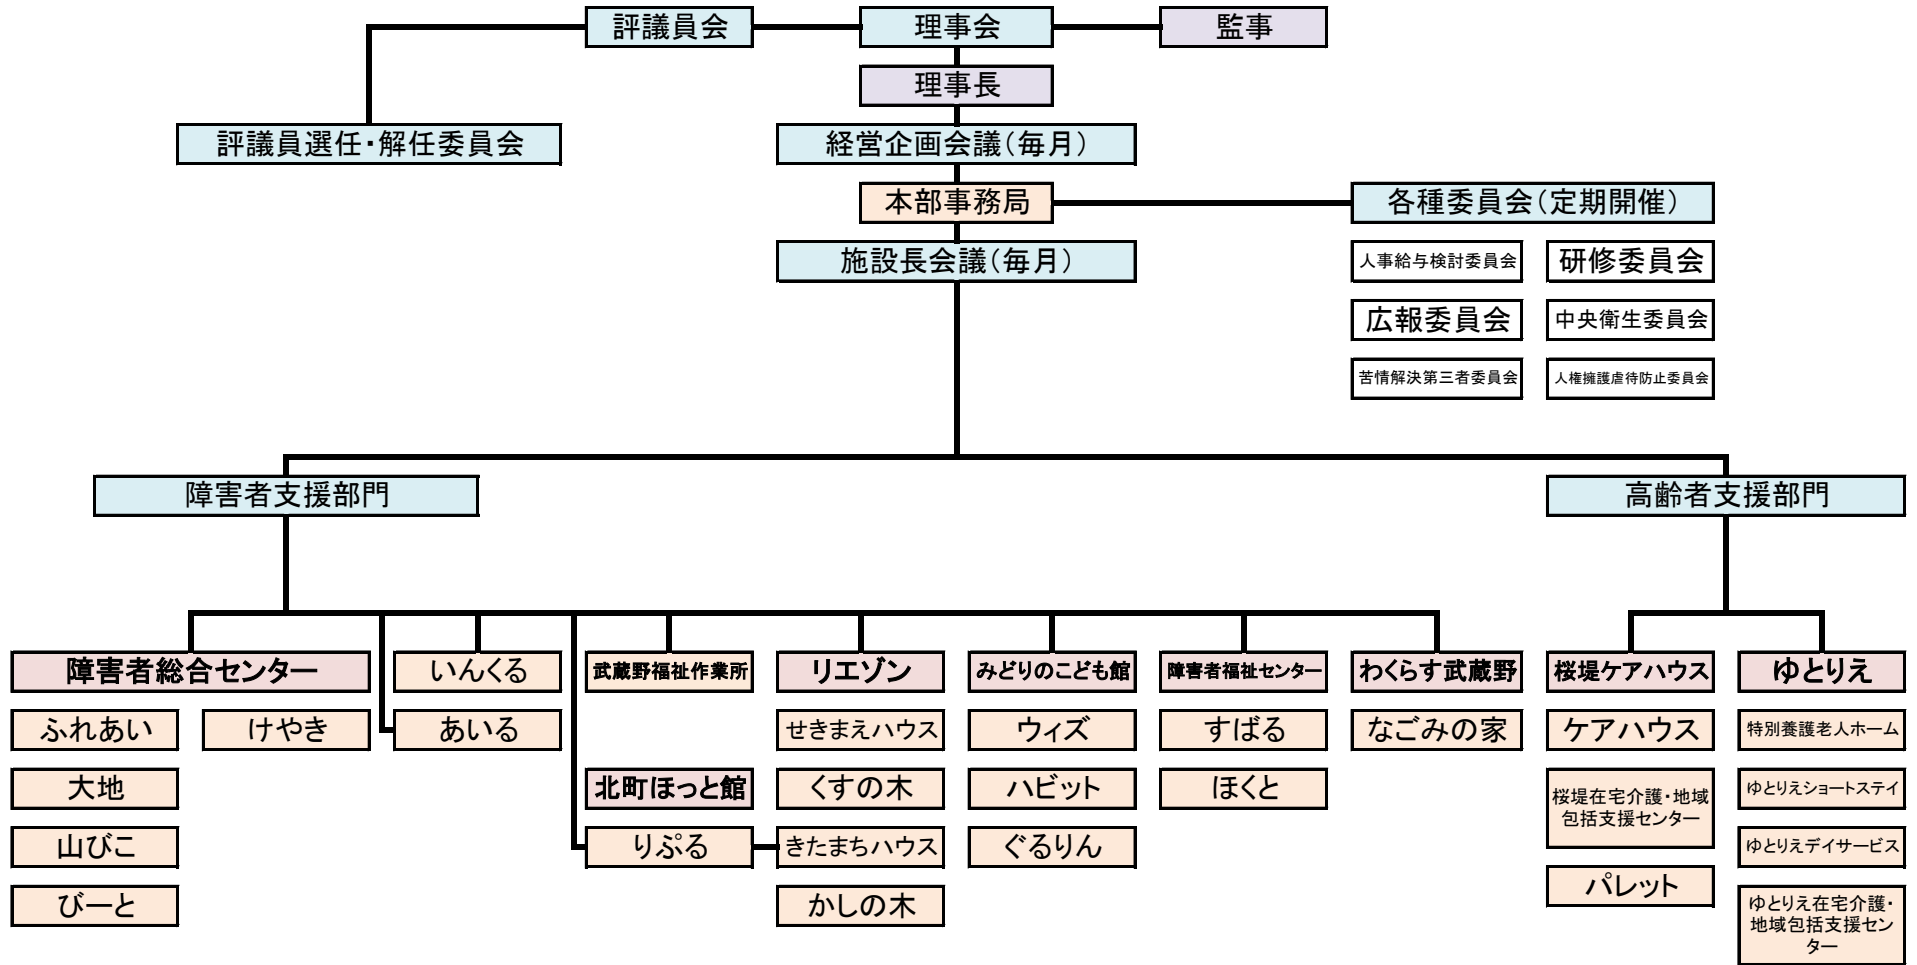 評議員会
理事会
監事
理事長
評議員選任・解任委員会
経営企画会議(毎月)
本部事務局
各種委員会(定期開催)
施設長会議(毎月)
人事給与検討委員会
研修委員会
広報委員会
中央衛生委員会
苦情解決第三者委員会
人権擁護虐待防止委員会
障害者支援部門
高齢者支援部門
障害者総合センター
ふれあい
けやき
大地
山びこ
びーと
いんくる
あいる
武蔵野福祉作業所
北町ほっと館
りぷる
リエゾン
せきまえハウス
くすの木
きたまちハウス
かしの木
みどりのこども館
ウィズ
ハビット
ぐるりん
障害者福祉センター
すばる
ほくと
わくらす武蔵野
なごみの家
桜堤ケアハウス
ケアハウス
桜堤在宅介護・地域
包括支援センター
パレット
ゆとりえ
特別養護老人ホーム
ゆとりえショートステイ
ゆとりえデイサービス
ゆとりえ在宅介護・
地域包括支援セン
ター